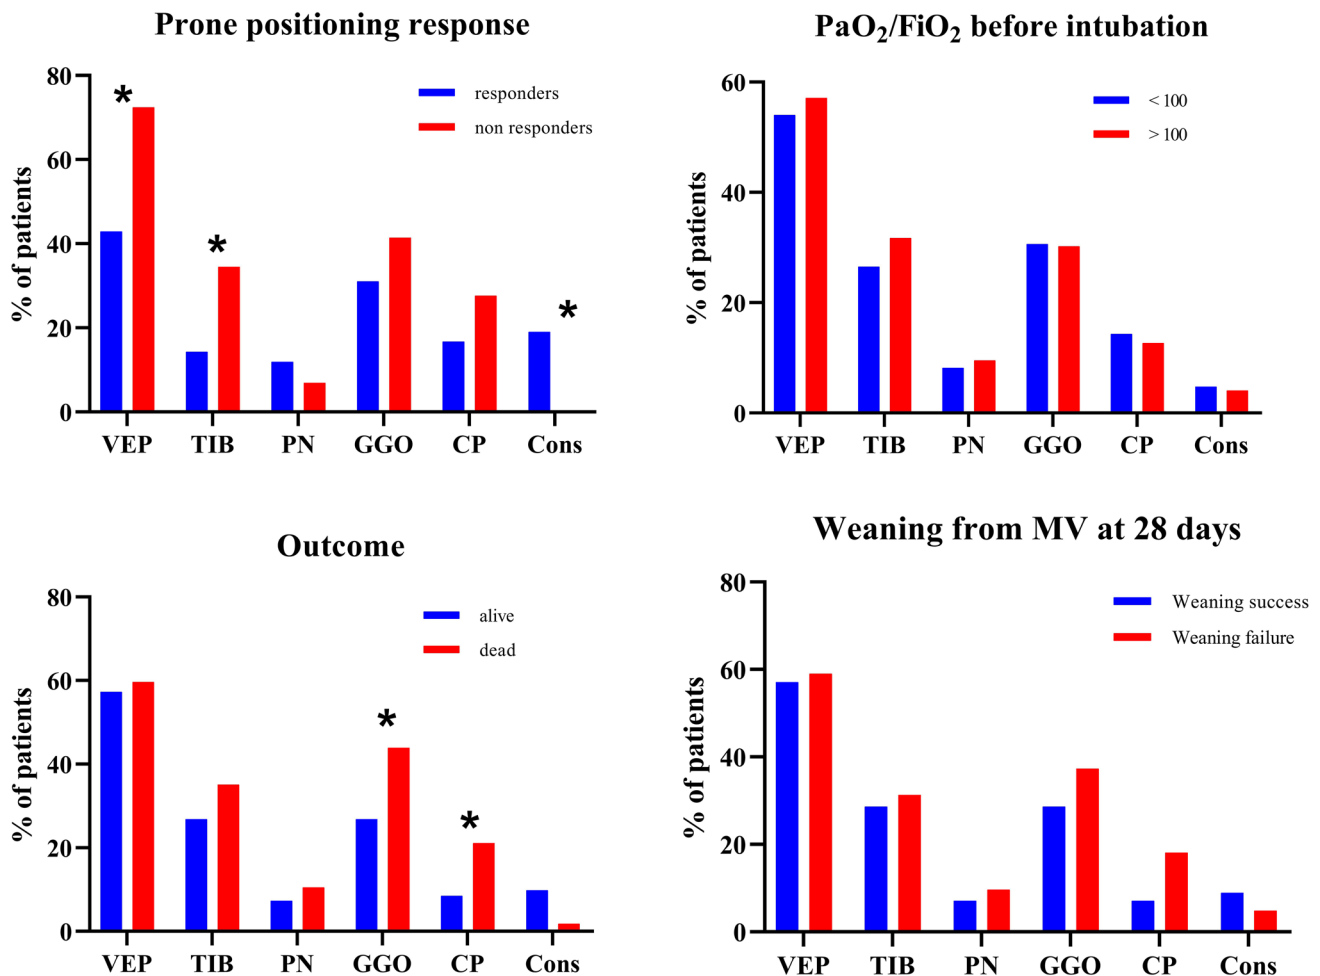 Prone positioning response
% of patients
80
60
40
20
0
*
*
*
responders
non responders
VEP TIB PN GGO CP Cons
PaO₂/FiO₂ before intubation
% of patients
60
40
20
0
< 100
> 100
VEP TIB PN GGO CP Cons
Outcome
% of patients
80
60
40
20
0
*
*
alive
dead
VEP TIB PN GGO CP Cons
Weaning from MV at 28 days
% of patients
80
60
40
20
0
Weaning success
Weaning failure
VEP TIB PN GGO CP Cons